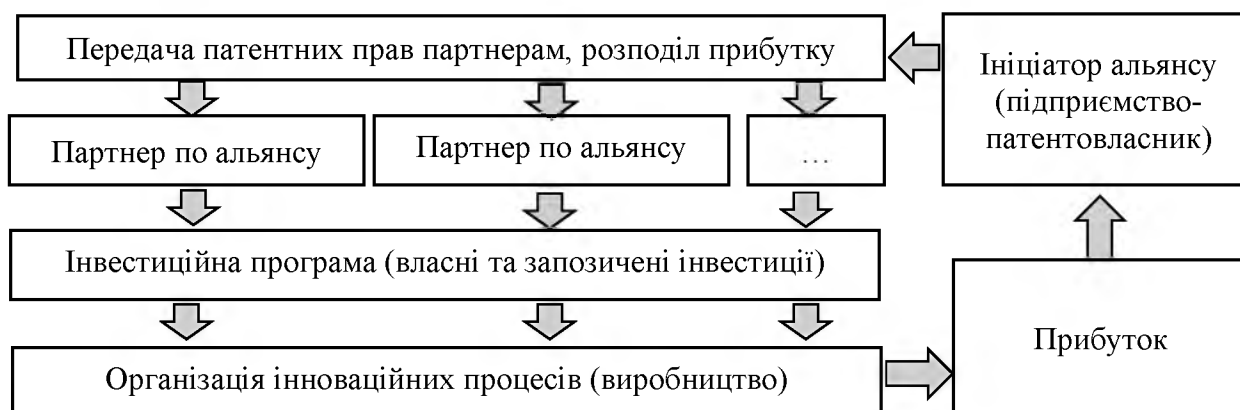 Передача патентних прав партнерам, розподіл прибутку
Ініціатор альянсу
(підприємство-
патентовласник)
Партнер по альянсу
Партнер по альянсу
...
Інвестиційна програма (власні та запозичені інвестиції)
Прибуток
Організація інноваційних процесів (виробництво)